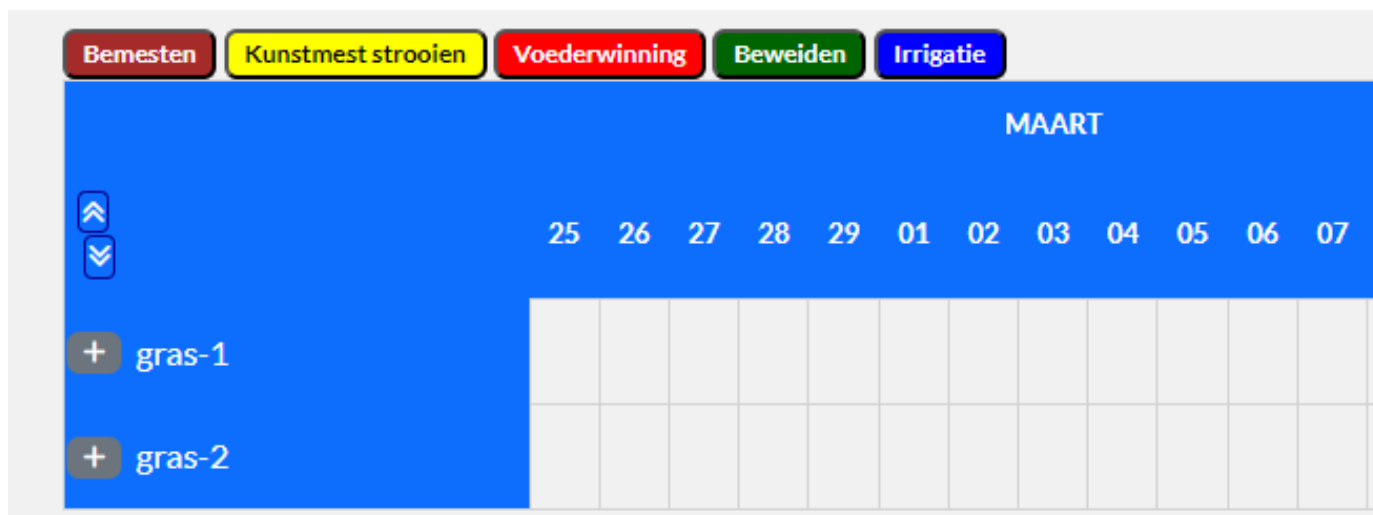 Bemesten Kunstmest strooien Voederwinning Beweiden Irrigatie
MAART
25 26 27 28 29 01 02 03 04 05 06 07
+ gras-1
+ gras-2